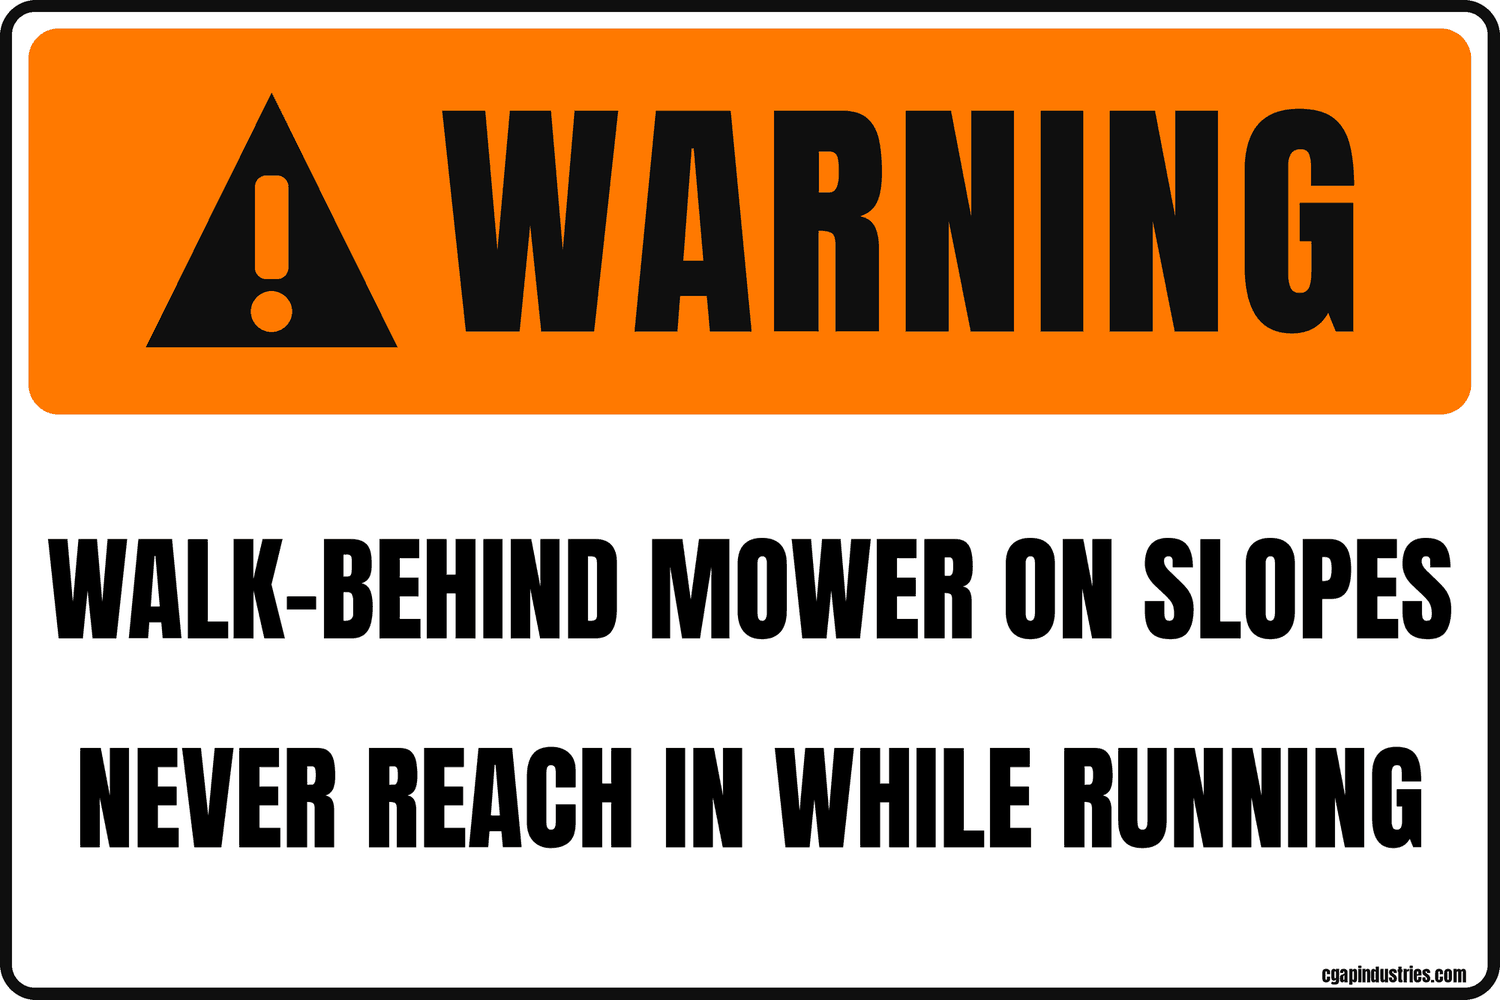 WARNING
WALK-BEHIND MOWER ON SLOPES
NEVER REACH IN WHILE RUNNING
cgapindustries.com